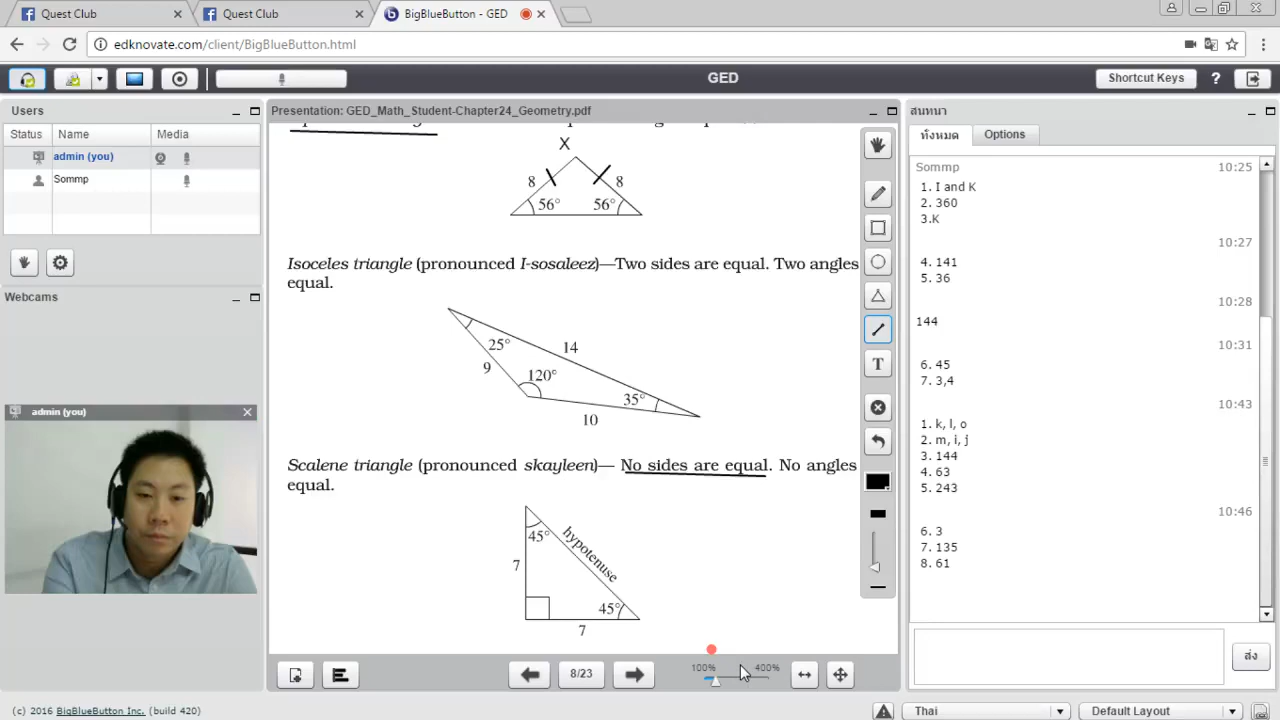 Quest Club
Quest Club
BigBlueButton - GED
edknovate.com/client/BigBlueButton.html
GED
Shortcut Keys
?
Users
Status Name Media
admin (you)
Sommp
Webcams
admin (you)
Presentation: GED_Math_Student-Chapter24_Geometry.pdf
X
8 8
56° 56°
Isoceles triangle (pronounced I-sosaleez)—Two sides are equal. Two angles
equal.
25° 14
9 120°
35°
10
Scalene triangle (pronounced skayleen)— No sides are equal. No angles
equal.
45° hypotenuse
7
45°
7
8/23
100% 400%
T
สนทนา
ทั้งหมด Options
Sommp 10:25
1. I and K
2. 360
3.K
10:27
4. 141
5. 36
10:28
144
10:31
6. 45
7. 3,4
10:43
1. k, l, o
2. m, i, j
3. 144
4. 63
5. 243
10:46
6. 3
7. 135
8. 61
ส่ง
(c) 2016 BigBlueButton Inc. (build 420)
Thai
Default Layout